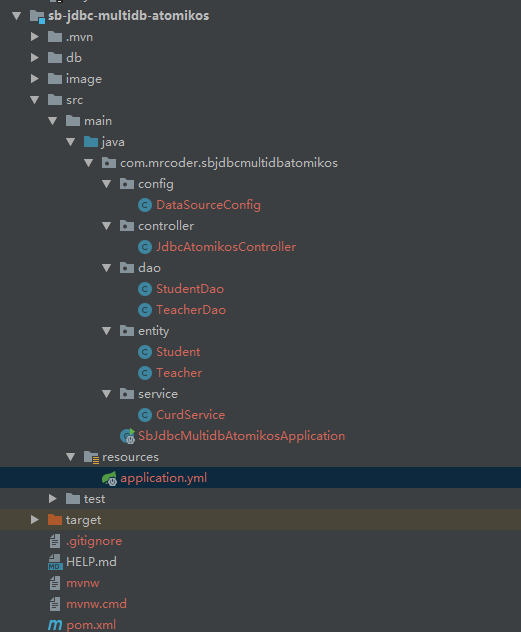 sb-jdbc-multidb-atomikos
.mvn
db
image
src
main
java
com.mrcoder.sbjdbcmultidbatomikos
config
DataSourceConfig
controller
JdbcAtomikosController
dao
StudentDao
TeacherDao
entity
Student
Teacher
service
CurdService
SbJdbcMultidbAtomikosApplication
resources
application.yml
test
target
.gitignore
HELP.md
mvnw
mvnw.cmd
pom.xml